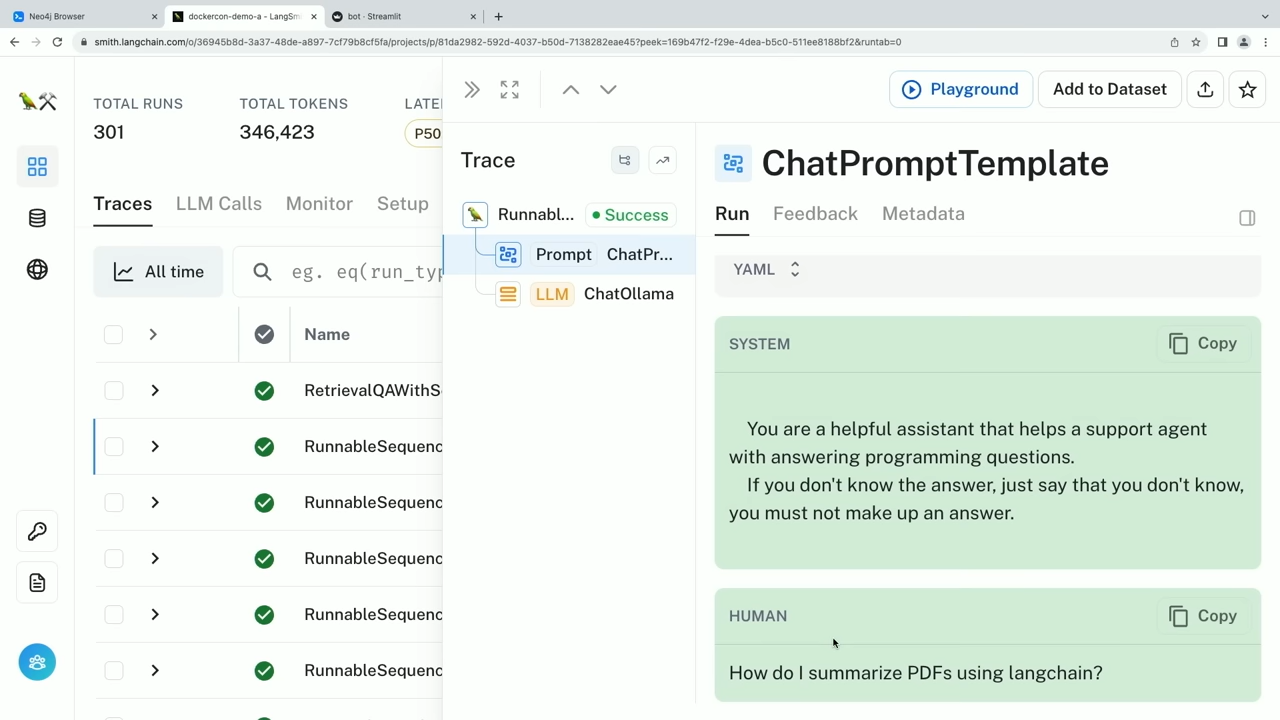 Neo4j Browser
dockercon-demo-a - LangSm
bot · Streamlit
smith.langchain.com/o/36945b8d-3a37-48de-a897-7cf79b8cf5fa/projects/p/81da2982-592d-4037-b50d-7138282eae45?peek=169b47f2-f29e-4dea-b5c0-511ee8188bf2&runtab=0
TOTAL RUNS
301
TOTAL TOKENS
346,423
LATE
P50
Traces
LLM Calls
Monitor
Setup
All time
eg. eq(run_typ
Name
RetrievalQAWithS
RunnableSequenc
RunnableSequenc
RunnableSequenc
RunnableSequenc
RunnableSequenc
Playground
Add to Dataset
Trace
Runnabl...
Success
Prompt ChatPr...
LLM ChatOllama
ChatPromptTemplate
Run
Feedback
Metadata
YAML
SYSTEM
Copy
You are a helpful assistant that helps a support agent
with answering programming questions.
If you don't know the answer, just say that you don't know,
you must not make up an answer.
HUMAN
Copy
How do I summarize PDFs using langchain?